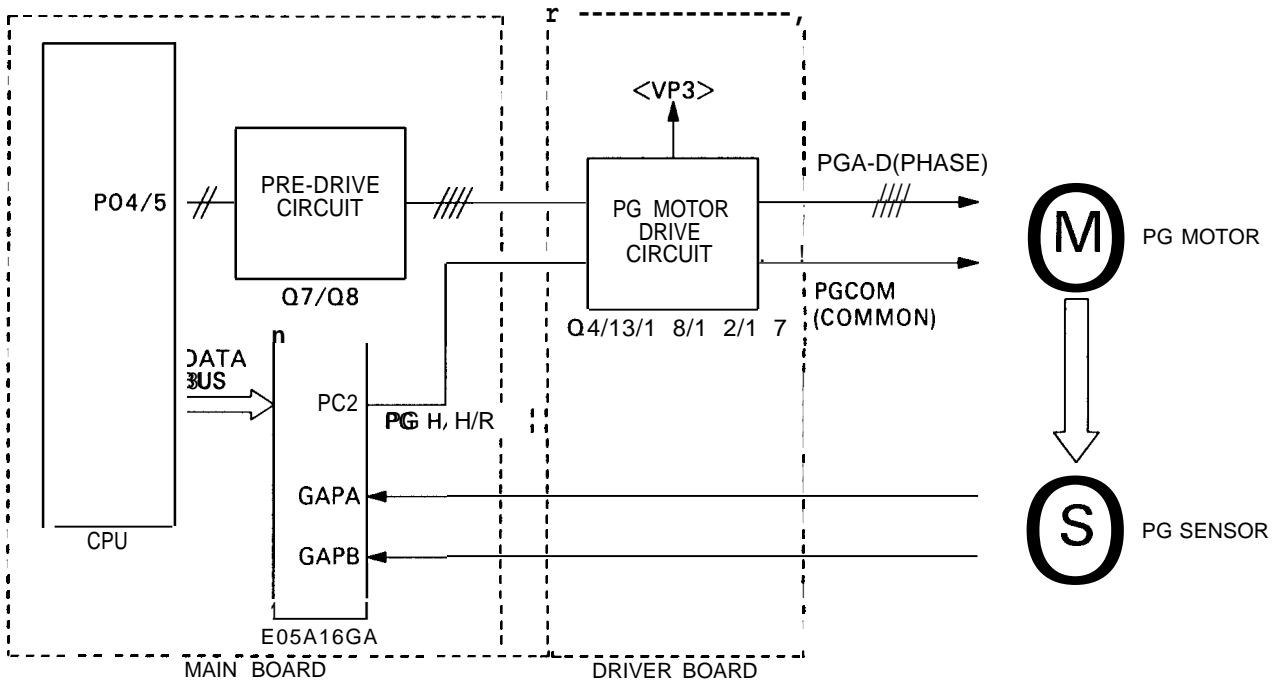 <VP3>
PGA-D(PHASE)
PO4/5
PRE-DRIVE
CIRCUIT
PG MOTOR
DRIVE
CIRCUIT
M
PG MOTOR
Q7/Q8
PGCOM
(COMMON)
Q4/13/1 8/1 2/1 7
DATA
BUS
PC2
PG H, H/R
GAPA
S
PG SENSOR
CPU
GAPB
E05A16GA
MAIN BOARD
DRIVER BOARD